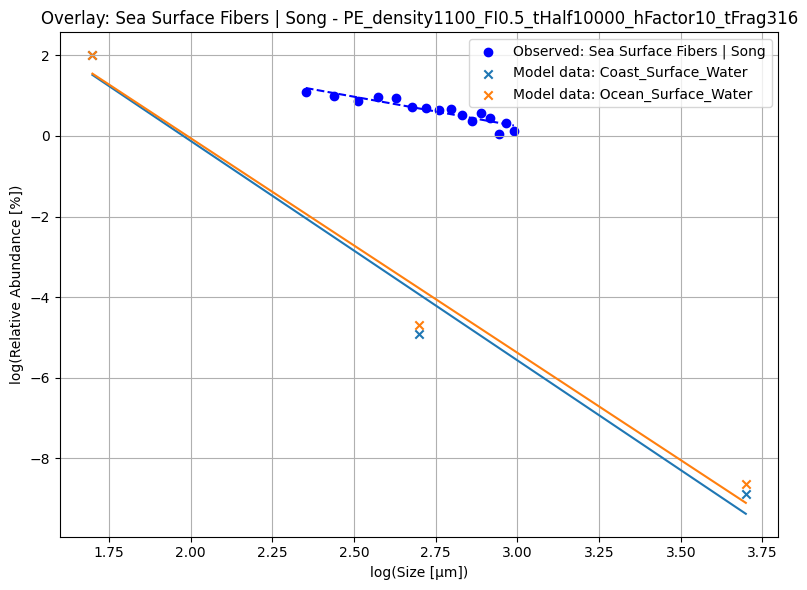 Overlay: Sea Surface Fibers | Song - PE_density1100_FI0.5_tHalf10000_hFactor10_tFrag316
Observed: Sea Surface Fibers | Song
Model data: Coast_Surface_Water
Model data: Ocean_Surface_Water
log(Relative Abundance [%])
2
0
−2
−4
−6
−8
1.75
2.00
2.25
2.50
2.75
3.00
3.25
3.50
3.75
log(Size [µm])